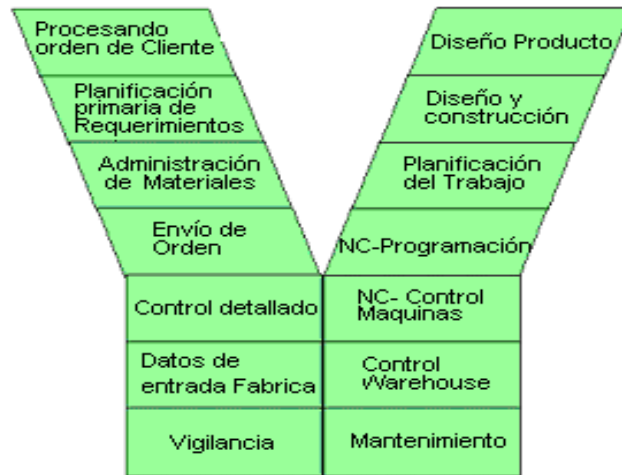 Procesando
orden de Cliente
Planificación
primaria de
Requerimientos
Administración
de Materiales
Envío de
Orden
Control detallado
Datos de
entrada Fabrica
Vigilancia
Diseño Producto
Diseño y
construcción
Planificación
del Trabajo
NC-Programación
NC- Control
Maquinas
Control
Warehouse
Mantenimiento